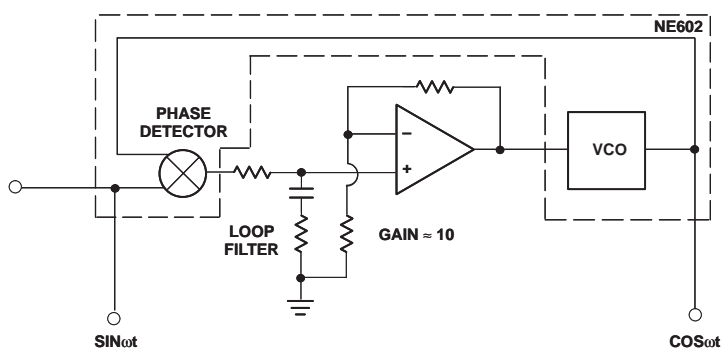 NE602
PHASE
DETECTOR
−
+
VCO
LOOP
FILTER
GAIN ≈ 10
SINωt
COSωt